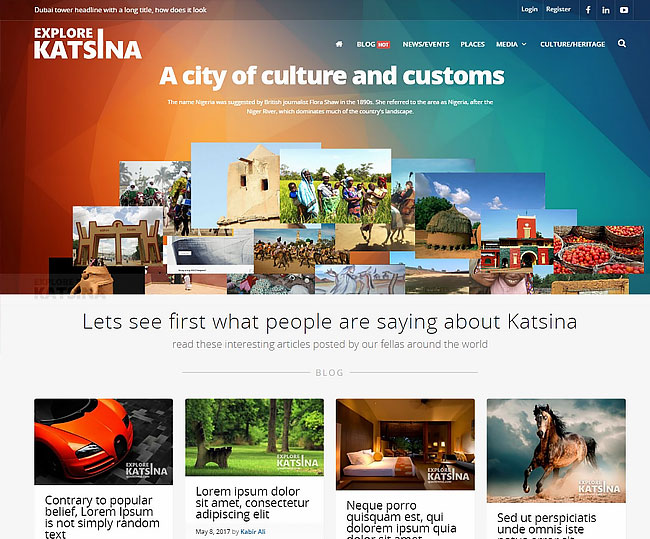 Dubai tower headline with a long title, how does it look
Login Register
EXPLORE
KATSINA
BLOG HOT NEWS/EVENTS PLACES MEDIA CULTURE/HERITAGE
A city of culture and customs
The name Nigeria was suggested by British journalist Flora Shaw in the 1890s. She referred to the area as Nigeria, after the
Niger River, which dominates much of the country's landscape.
EXPLORE
KATSINA
Lets see first what people are saying about Katsina
read these interesting articles posted by our fellas around the world
BLOG
EXPLORE
KATSINA
Contrary to popular
belief, Lorem Ipsum
is not simply random
text
EXPLORE
KATSINA
Lorem ipsum dolor
sit amet, consectetur
adipiscing elit
May 8, 2017 by Kabir Ali
EXPLORE
KATSINA
Neque porro
quisquam est, qui
dolorem ipsum quia
dolor sit amet
EXPLORE
KATSINA
Sed ut perspiciatis
unde omnis iste